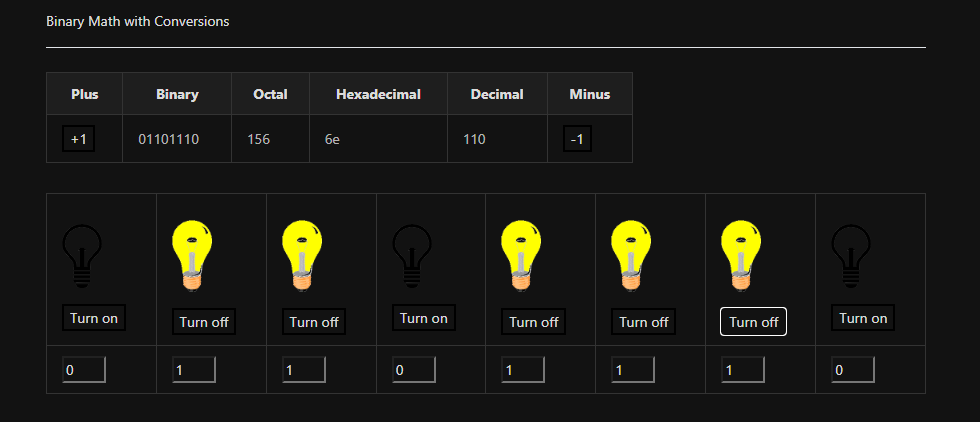 Binary Math with Conversions
Plus Binary Octal Hexadecimal Decimal Minus
+1 01101110 156 6e 110 -1
Turn on Turn off Turn off Turn on Turn off Turn off Turn off Turn on
0 1 1 0 1 1 1 0